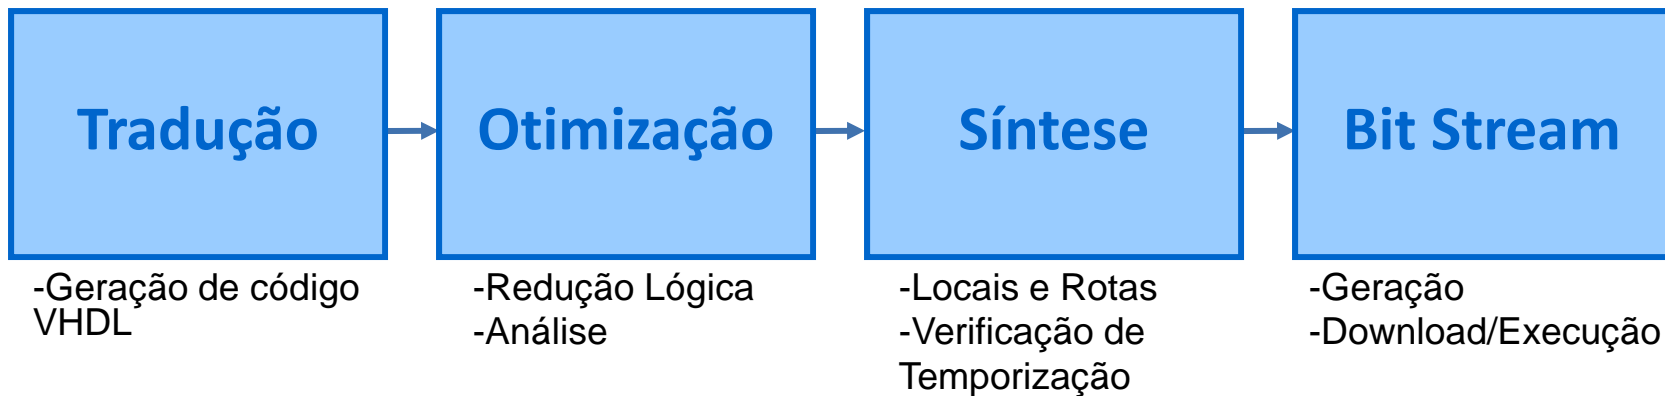 Tradução
Otimização
Síntese
Bit Stream
-Geração de código
VHDL
-Redução Lógica
-Análise
-Locais e Rotas
-Verificação de
Temporização
-Geração
-Download/Execução